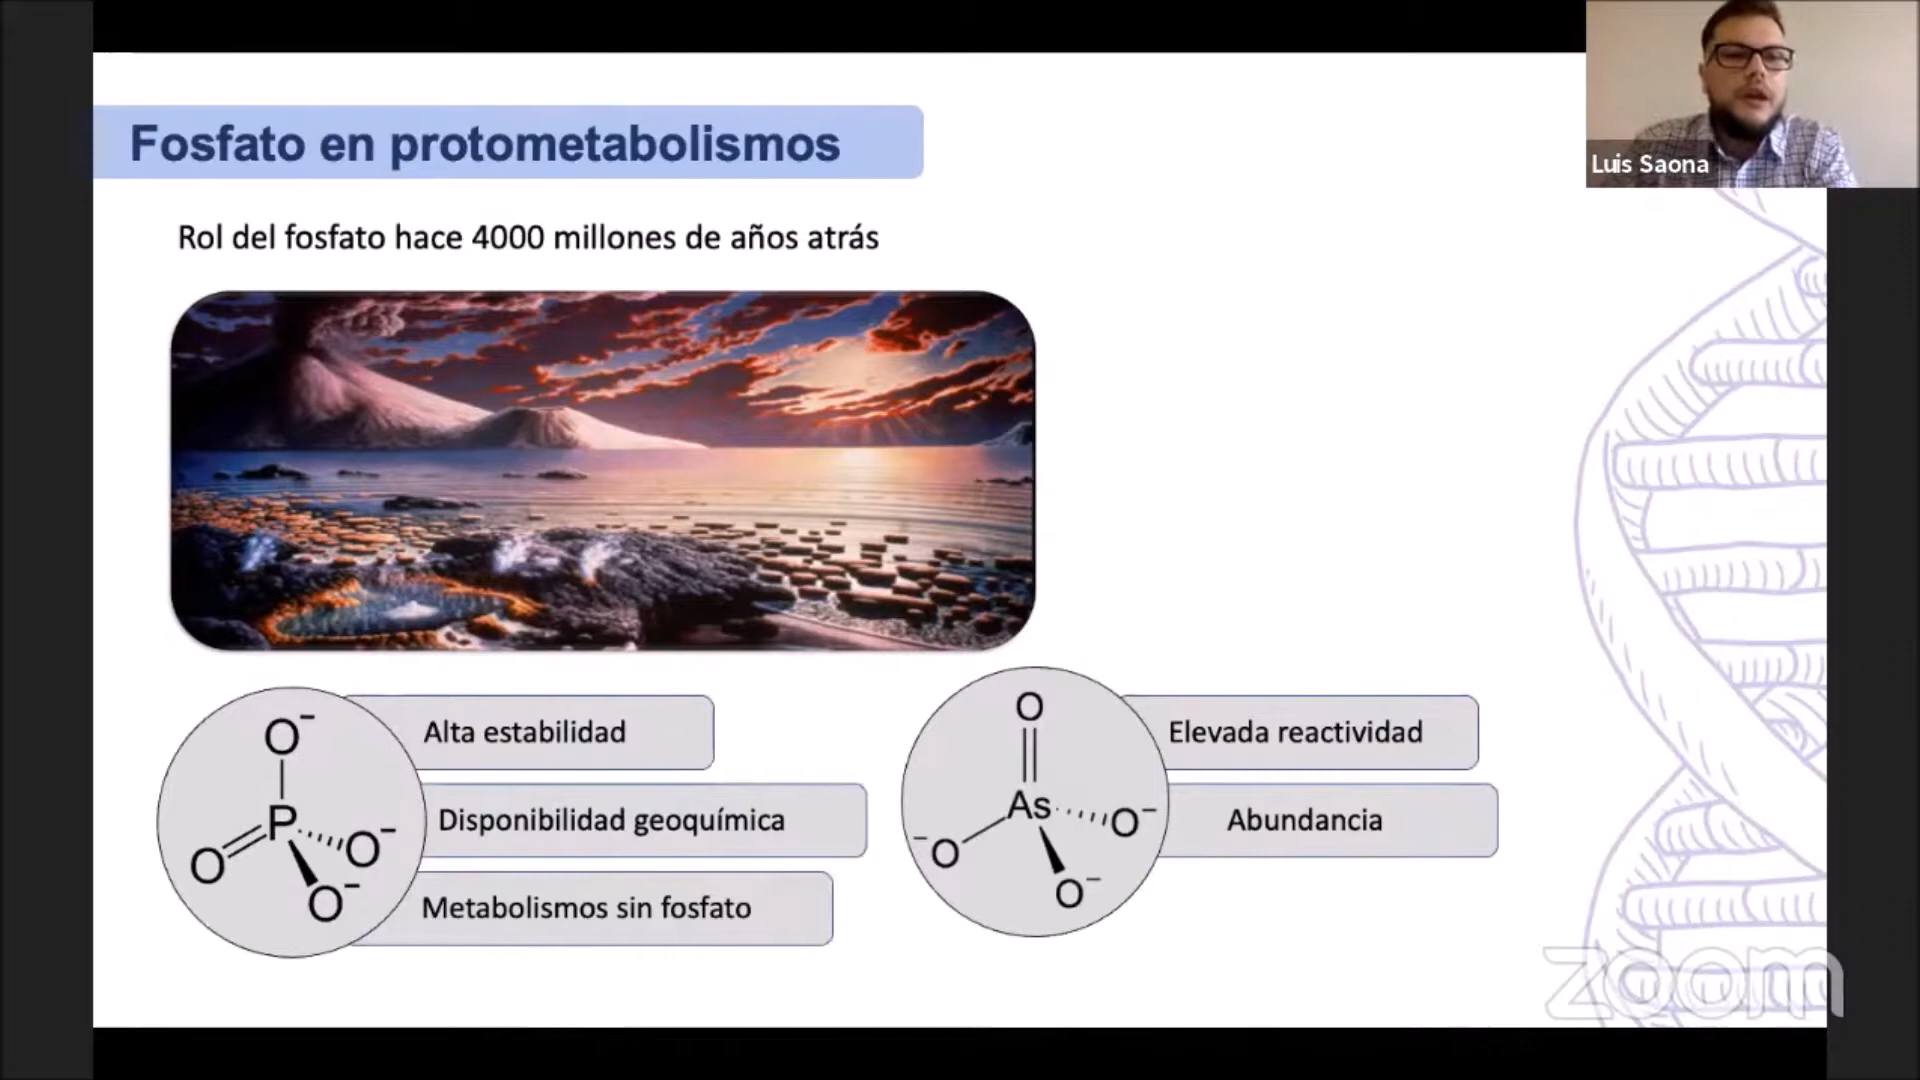 Luis Saona
Fosfato en protometabolismos
Rol del fosfato hace 4000 millones de años atrás
O⁻
P
O
O⁻
O⁻
Alta estabilidad
Disponibilidad geoquímica
Metabolismos sin fosfato
O
As
⁻O
O⁻
O⁻
Elevada reactividad
Abundancia
zoom